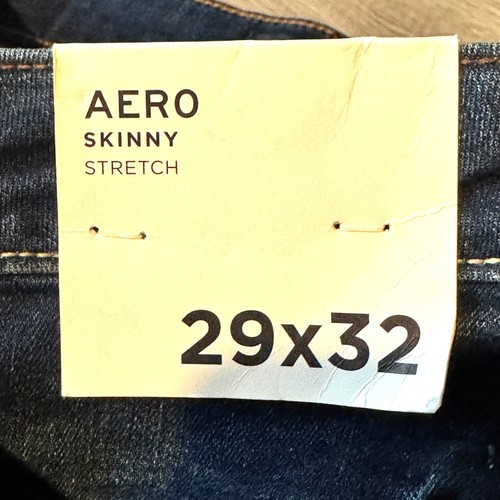 AERO
SKINNY
STRETCH
29x32